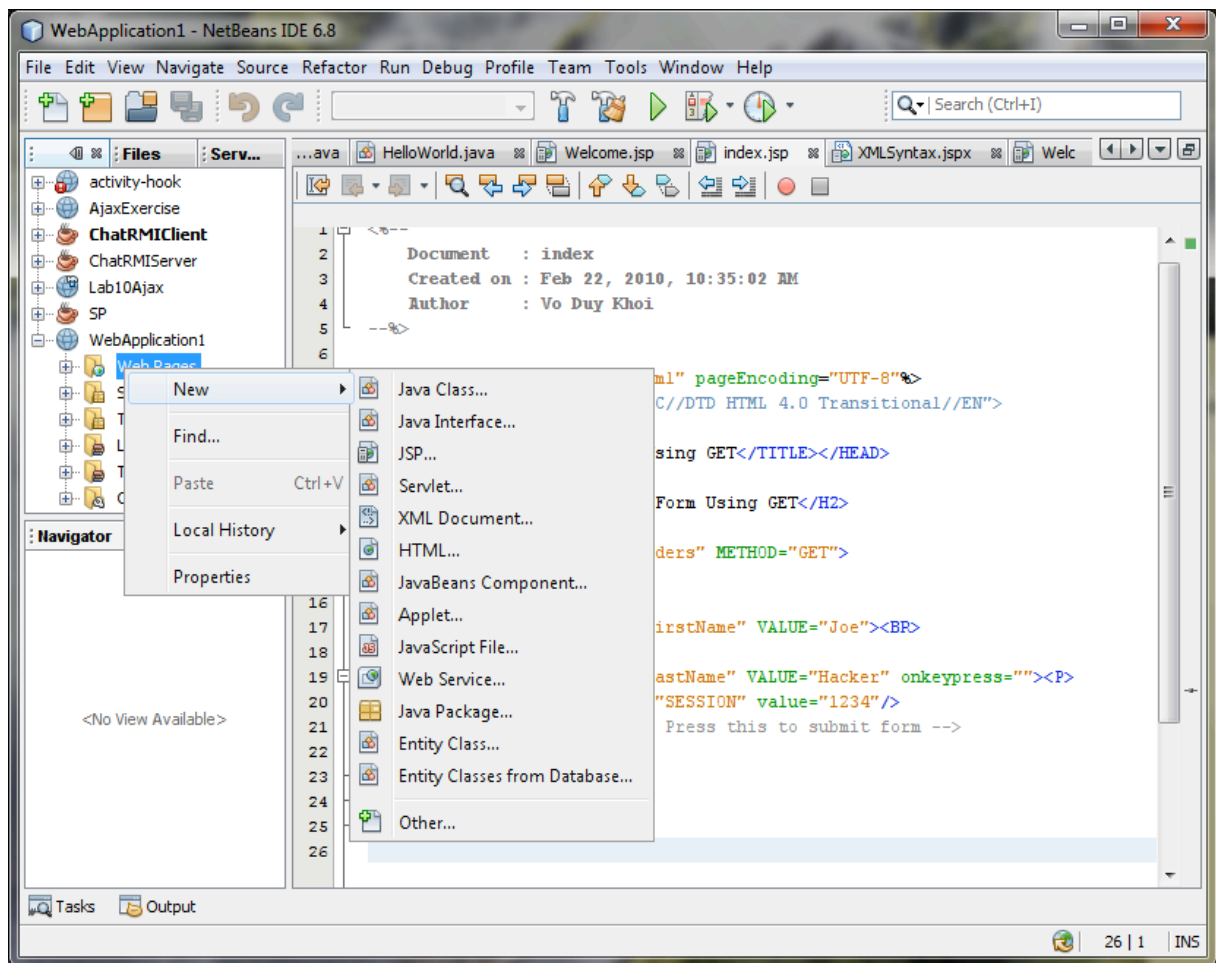 WebApplication1 - NetBeans IDE 6.8
File Edit View Navigate Source Refactor Run Debug Profile Team Tools Window Help
Search (Ctrl+I)
Files Serv...
...ava HelloWorld.java Welcome.jsp index.jsp XMLSyntax.jspx Welc
activity-hook
AjaxExercise
ChatRMIClient
ChatRMIServer
Lab10Ajax
SP
WebApplication1
Web Pages
S
T
L
T
New
Find...
Paste Ctrl+V
Local History
Properties
Java Class...
Java Interface...
JSP...
Servlet...
XML Document...
HTML...
JavaBeans Component...
Applet...
JavaScript File...
Web Service...
Java Package...
Entity Class...
Entity Classes from Database...
Other...
Navigator
<No View Available>
1 <%--
2 Document : index
3 Created on : Feb 22, 2010, 10:35:02 AM
4 Author : Vo Duy Khoi
5 --%>
6
ml" pageEncoding="UTF-8"%>
C//DTD HTML 4.0 Transitional//EN">
sing GET</TITLE></HEAD>
Form Using GET</H2>
ders" METHOD="GET">
16
17 irstName" VALUE="Joe"><BR>
18
19 astName" VALUE="Hacker" onkeypress=""><P>
20 "SESSION" value="1234"/>
21 Press this to submit form -->
22
23
24
25
26
Tasks Output
26 | 1 INS